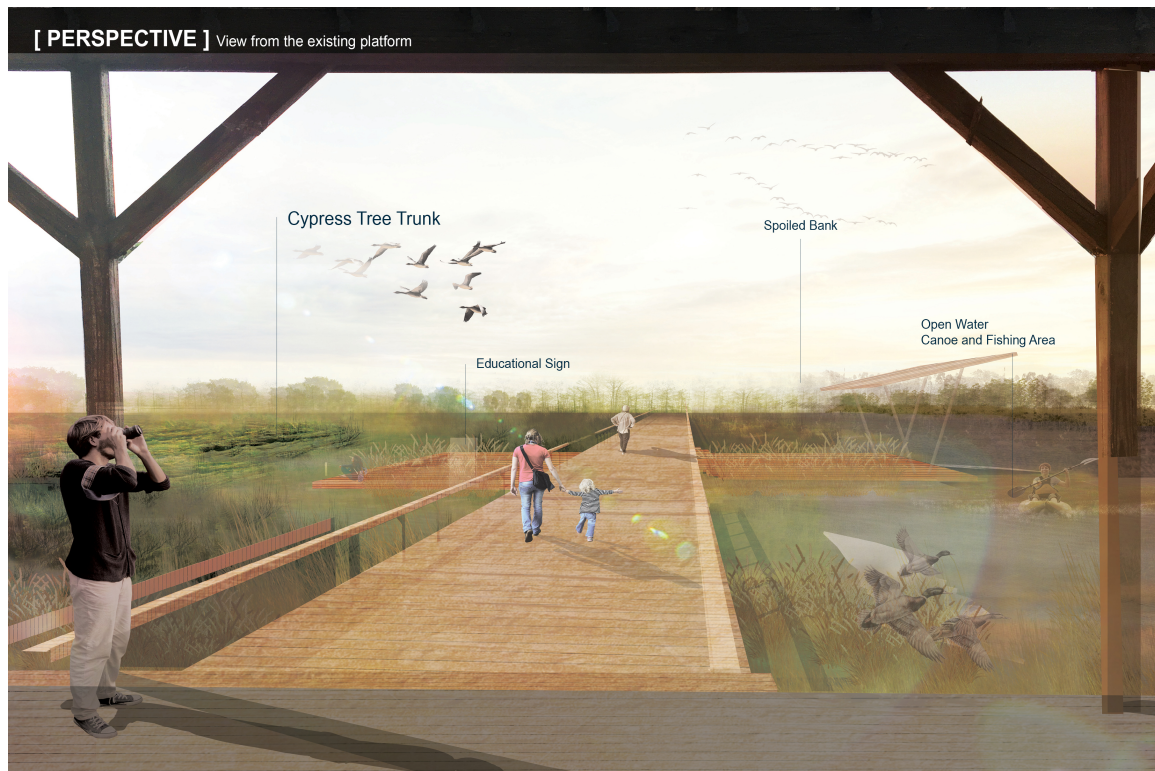 [ PERSPECTIVE ] View from the existing platform
Cypress Tree Trunk
Spoiled Bank
Open Water
Canoe and Fishing Area
Educational Sign